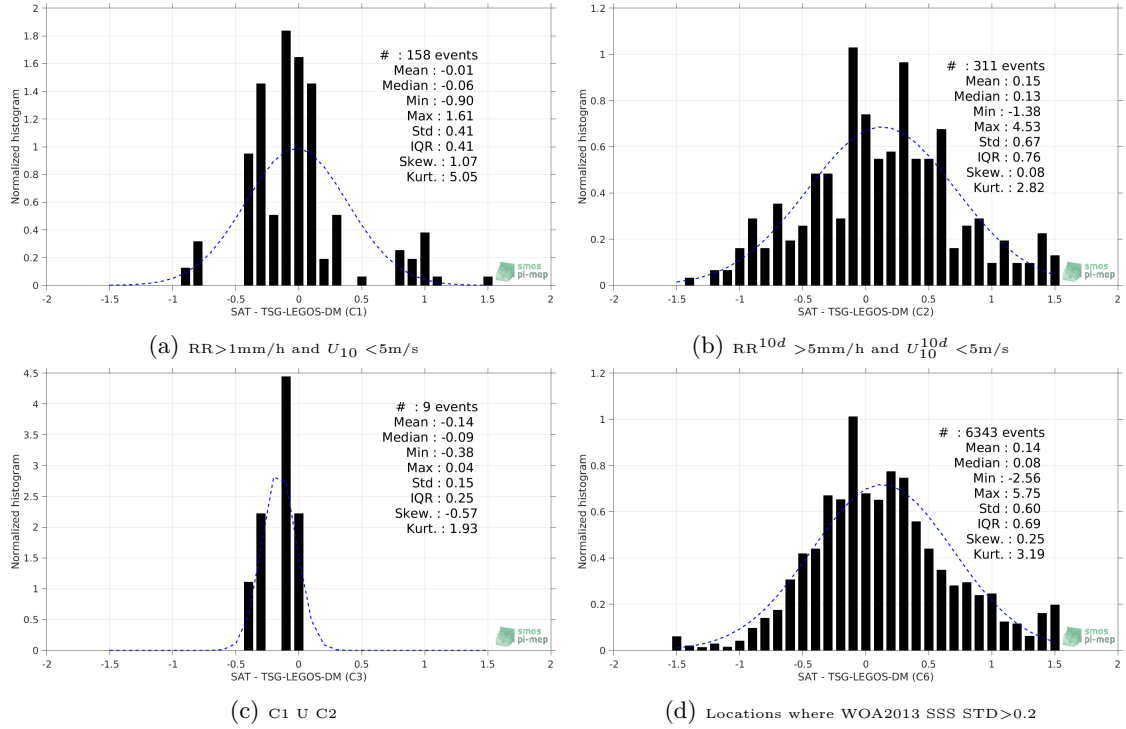 2
1.8
1.6
1.4
1.2
1
0.8
0.6
0.4
0.2
0
Normalized histogram
# : 158 events
Mean : -0.01
Median : -0.06
Min : -0.90
Max : 1.61
Std : 0.41
IQR : 0.41
Skew. : 1.07
Kurt. : 5.05
smos
pi-mep
-2 -1.5 -1 -0.5 0 0.5 1 1.5 2
SAT - TSG-LEGOS-DM (C1)
(a) RR>1mm/h and U10 <5m/s
1.2
1
0.8
0.6
0.4
0.2
0
Normalized histogram
# : 311 events
Mean : 0.15
Median : 0.13
Min : -1.38
Max : 4.53
Std : 0.67
IQR : 0.76
Skew. : 0.08
Kurt. : 2.82
smos
pi-mep
-2 -1.5 -1 -0.5 0 0.5 1 1.5 2
SAT - TSG-LEGOS-DM (C2)
(b) RR10d >5mm/h and U10d10 <5m/s
4.5
4
3.5
3
2.5
2
1.5
1
0.5
0
Normalized histogram
# : 9 events
Mean : -0.14
Median : -0.09
Min : -0.38
Max : 0.04
Std : 0.15
IQR : 0.25
Skew. : -0.57
Kurt. : 1.93
smos
pi-mep
-2 -1.5 -1 -0.5 0 0.5 1 1.5 2
SAT - TSG-LEGOS-DM (C3)
(c) C1 U C2
1.2
1
0.8
0.6
0.4
0.2
0
Normalized histogram
# : 6343 events
Mean : 0.14
Median : 0.08
Min : -2.56
Max : 5.75
Std : 0.60
IQR : 0.69
Skew. : 0.25
Kurt. : 3.19
smos
pi-mep
-2 -1.5 -1 -0.5 0 0.5 1 1.5 2
SAT - TSG-LEGOS-DM (C6)
(d) Locations where WOA2013 SSS STD>0.2